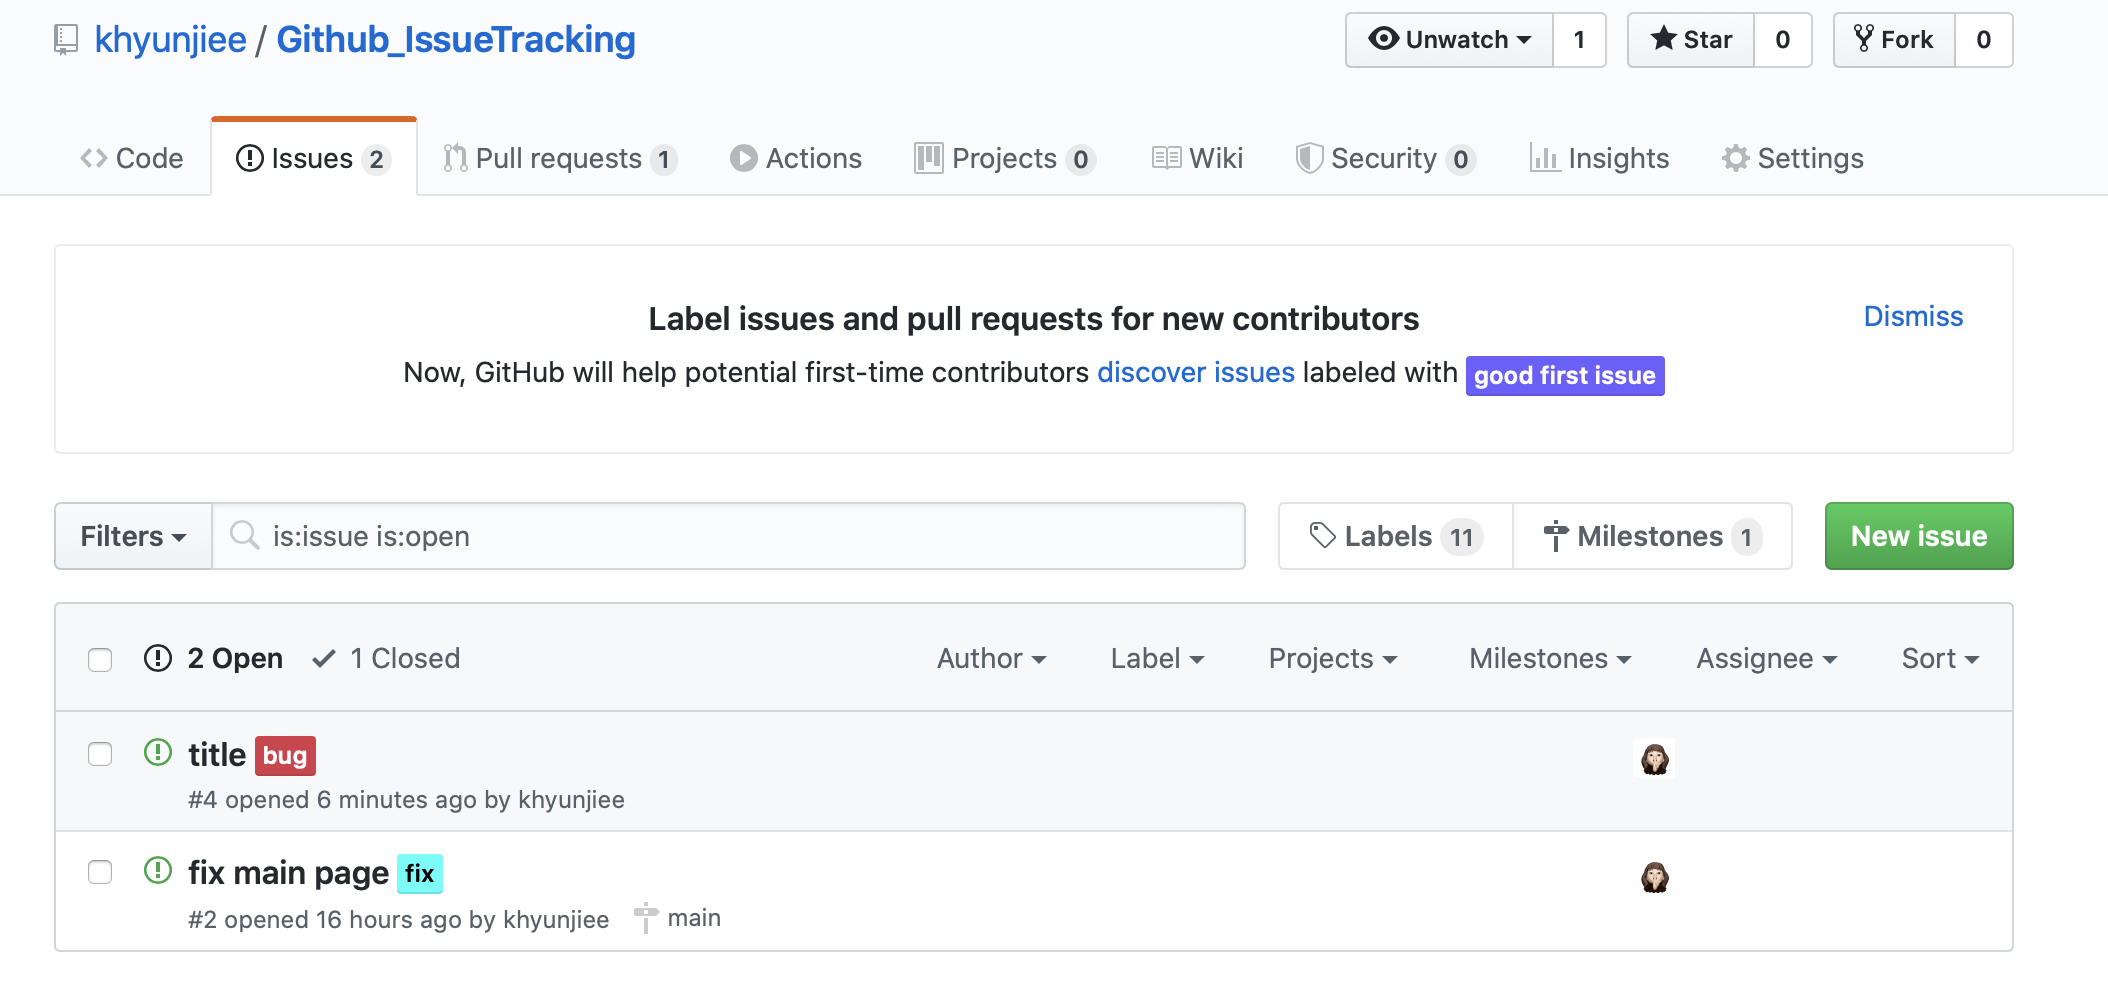 khyunjiee / Github_IssueTracking
Unwatch 1 Star 0 Fork 0
Code Issues 2 Pull requests 1 Actions Projects 0 Wiki Security 0 Insights Settings
Label issues and pull requests for new contributors
Dismiss
Now, GitHub will help potential first-time contributors discover issues labeled with good first issue
Filters is:issue is:open Labels 11 Milestones 1 New issue
2 Open 1 Closed Author Label Projects Milestones Assignee Sort
title bug
#4 opened 6 minutes ago by khyunjiee
fix main page fix
#2 opened 16 hours ago by khyunjiee main